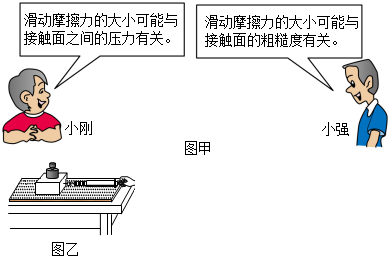 滑动摩擦力的大小可能与
接触面之间的压力有关。
滑动摩擦力的大小可能与
接触面的粗糙度有关。
小刚
小强
图甲
图乙